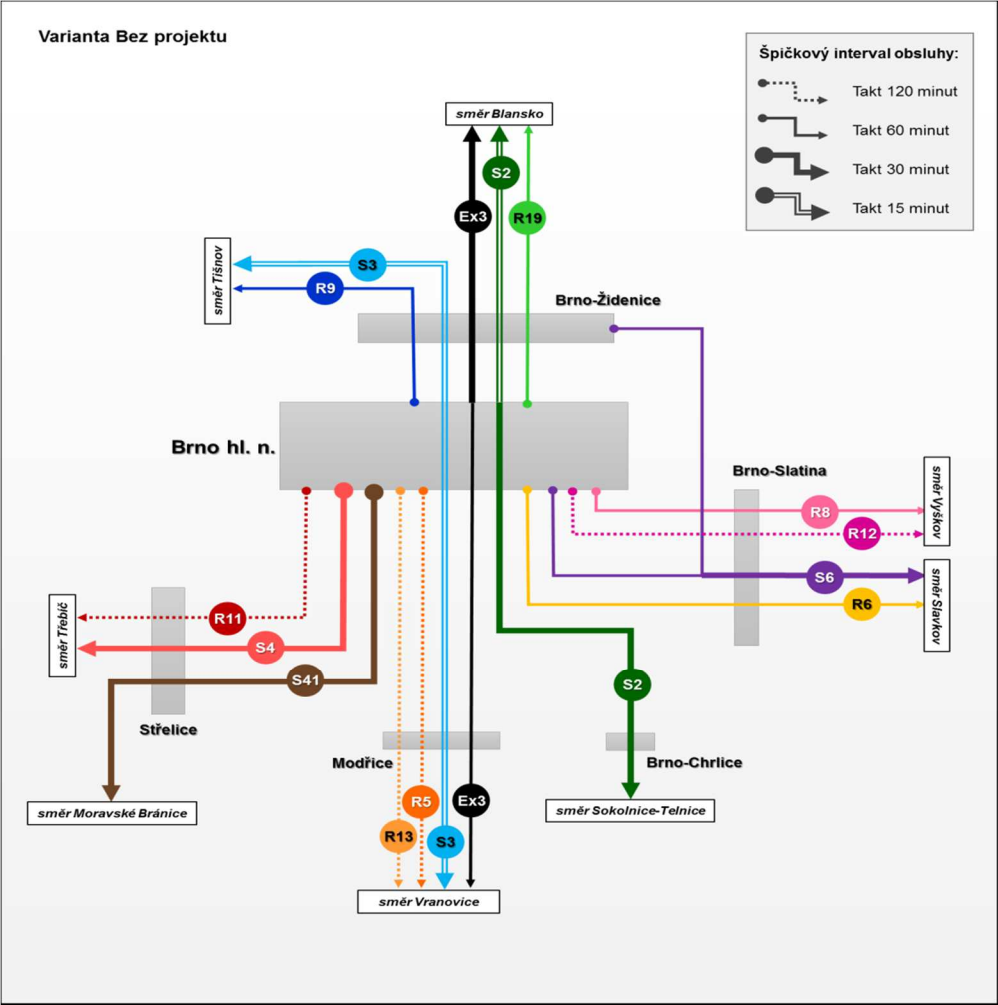 Varianta Bez projektu
Špičkový interval obsluhy:
Takt 120 minut
Takt 60 minut
Takt 30 minut
Takt 15 minut
směr Blansko
S2
Ex3
R19
směr Tišnov
S3
R9
Brno-Židenice
Brno hl. n.
Brno-Slatina
směr Vyškov
R8
R12
S6
R6
směr Slavkov
směr Třebíč
R11
S4
S41
S2
Střelice
Modřice
Brno-Chrlice
R5
Ex3
R13
S3
směr Moravské Bránice
směr Sokolnice-Telnice
směr Vranovice